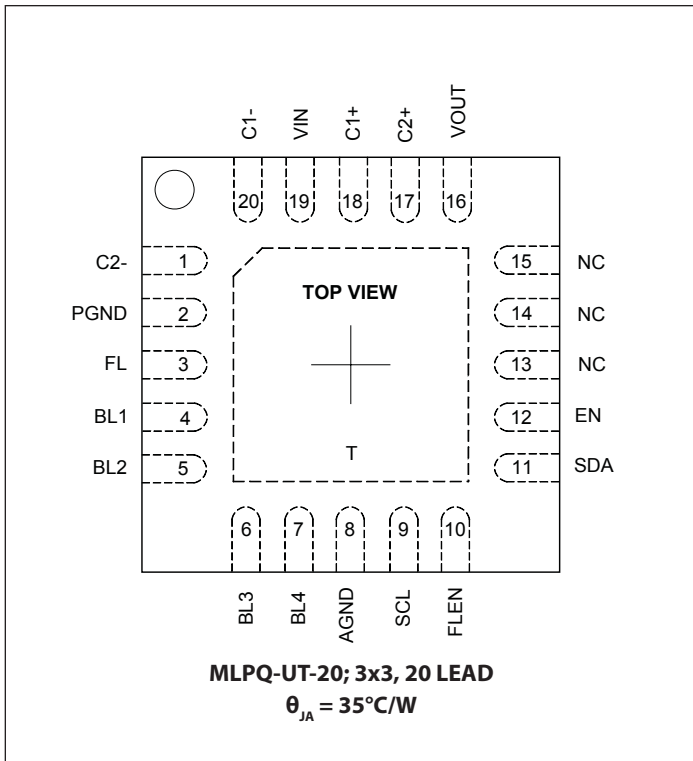 C1-
VIN
C1+
C2+
VOUT
20
19
18
17
16
C2-
1
15
NC
PGND
2
TOP VIEW
14
NC
FL
3
13
NC
BL1
4
12
EN
BL2
5
T
11
SDA
6
7
8
9
10
BL3
BL4
AGND
SCL
FLEN
MLPQ-UT-20; 3x3, 20 LEAD
θJA = 35°C/W